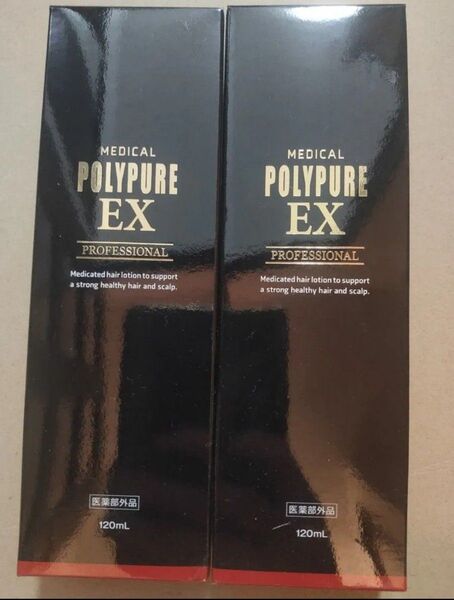 MEDICAL
POLYPURE
EX
PROFESSIONAL
Medicated hair lotion to support
a strong healthy hair and scalp.
医薬部外品
120mL
MEDICAL
POLYPURE
EX
PROFESSIONAL
Medicated hair lotion to support
a strong healthy hair and scalp.
医薬部外品
120mL